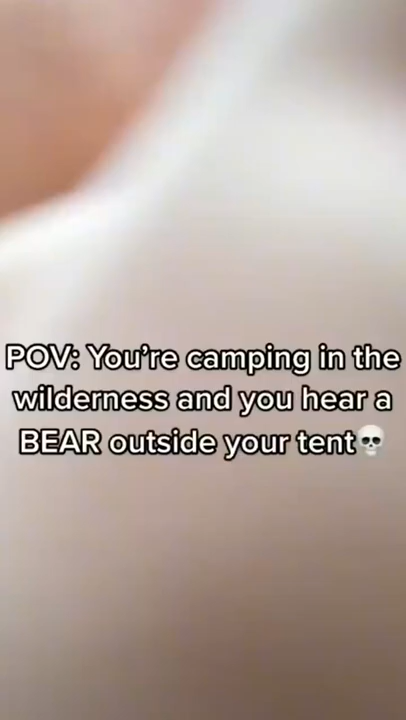 POV: You’re camping in the
wilderness and you hear a
BEAR outside your tent💀